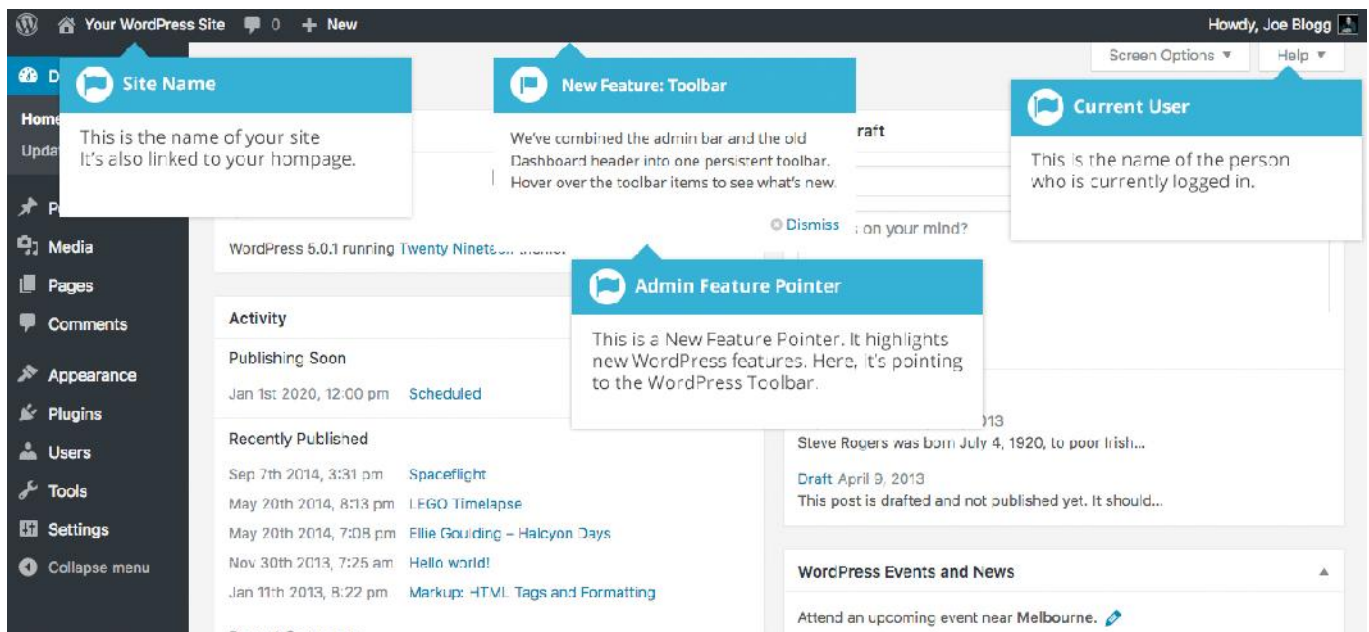 Your WordPress Site 0 + New Howdy, Joe Blogg
Screen Options ▼ Help ▼
Site Name
This is the name of your site
It's also linked to your hompage.
New Feature: Toolbar
We've combined the admin bar and the old
Dashboard header into one persistent toolbar.
Hover over the toolbar items to see what's new.
Dismiss
Current User
This is the name of the person
who is currently logged in.
Admin Feature Pointer
This is a New Feature Pointer. It highlights
new WordPress features. Here, it's pointing
to the WordPress Toolbar.
Media
Pages
Comments
Appearance
Plugins
Users
Tools
Settings
Collapse menu
WordPress 5.0.1 running Twenty
Activity
Publishing Soon
Jan 1st 2020, 12:00 pm Scheduled
Recently Published
Sep 7th 2014, 3:31 pm Spaceflight
May 20th 2014, 8:13 pm LEGO Timelapse
May 20th 2014, 7:08 pm Ellie Goulding – Halcyon Days
Nov 30th 2013, 7:25 am Hello world!
Jan 11th 2013, 8:22 pm Markup: HTML Tags and Formatting
on your mind?
Steve Rogers was born July 4, 1920, to poor Irish...
Draft April 9, 2013
This post is drafted and not published yet. It should...
WordPress Events and News
Attend an upcoming event near Melbourne.